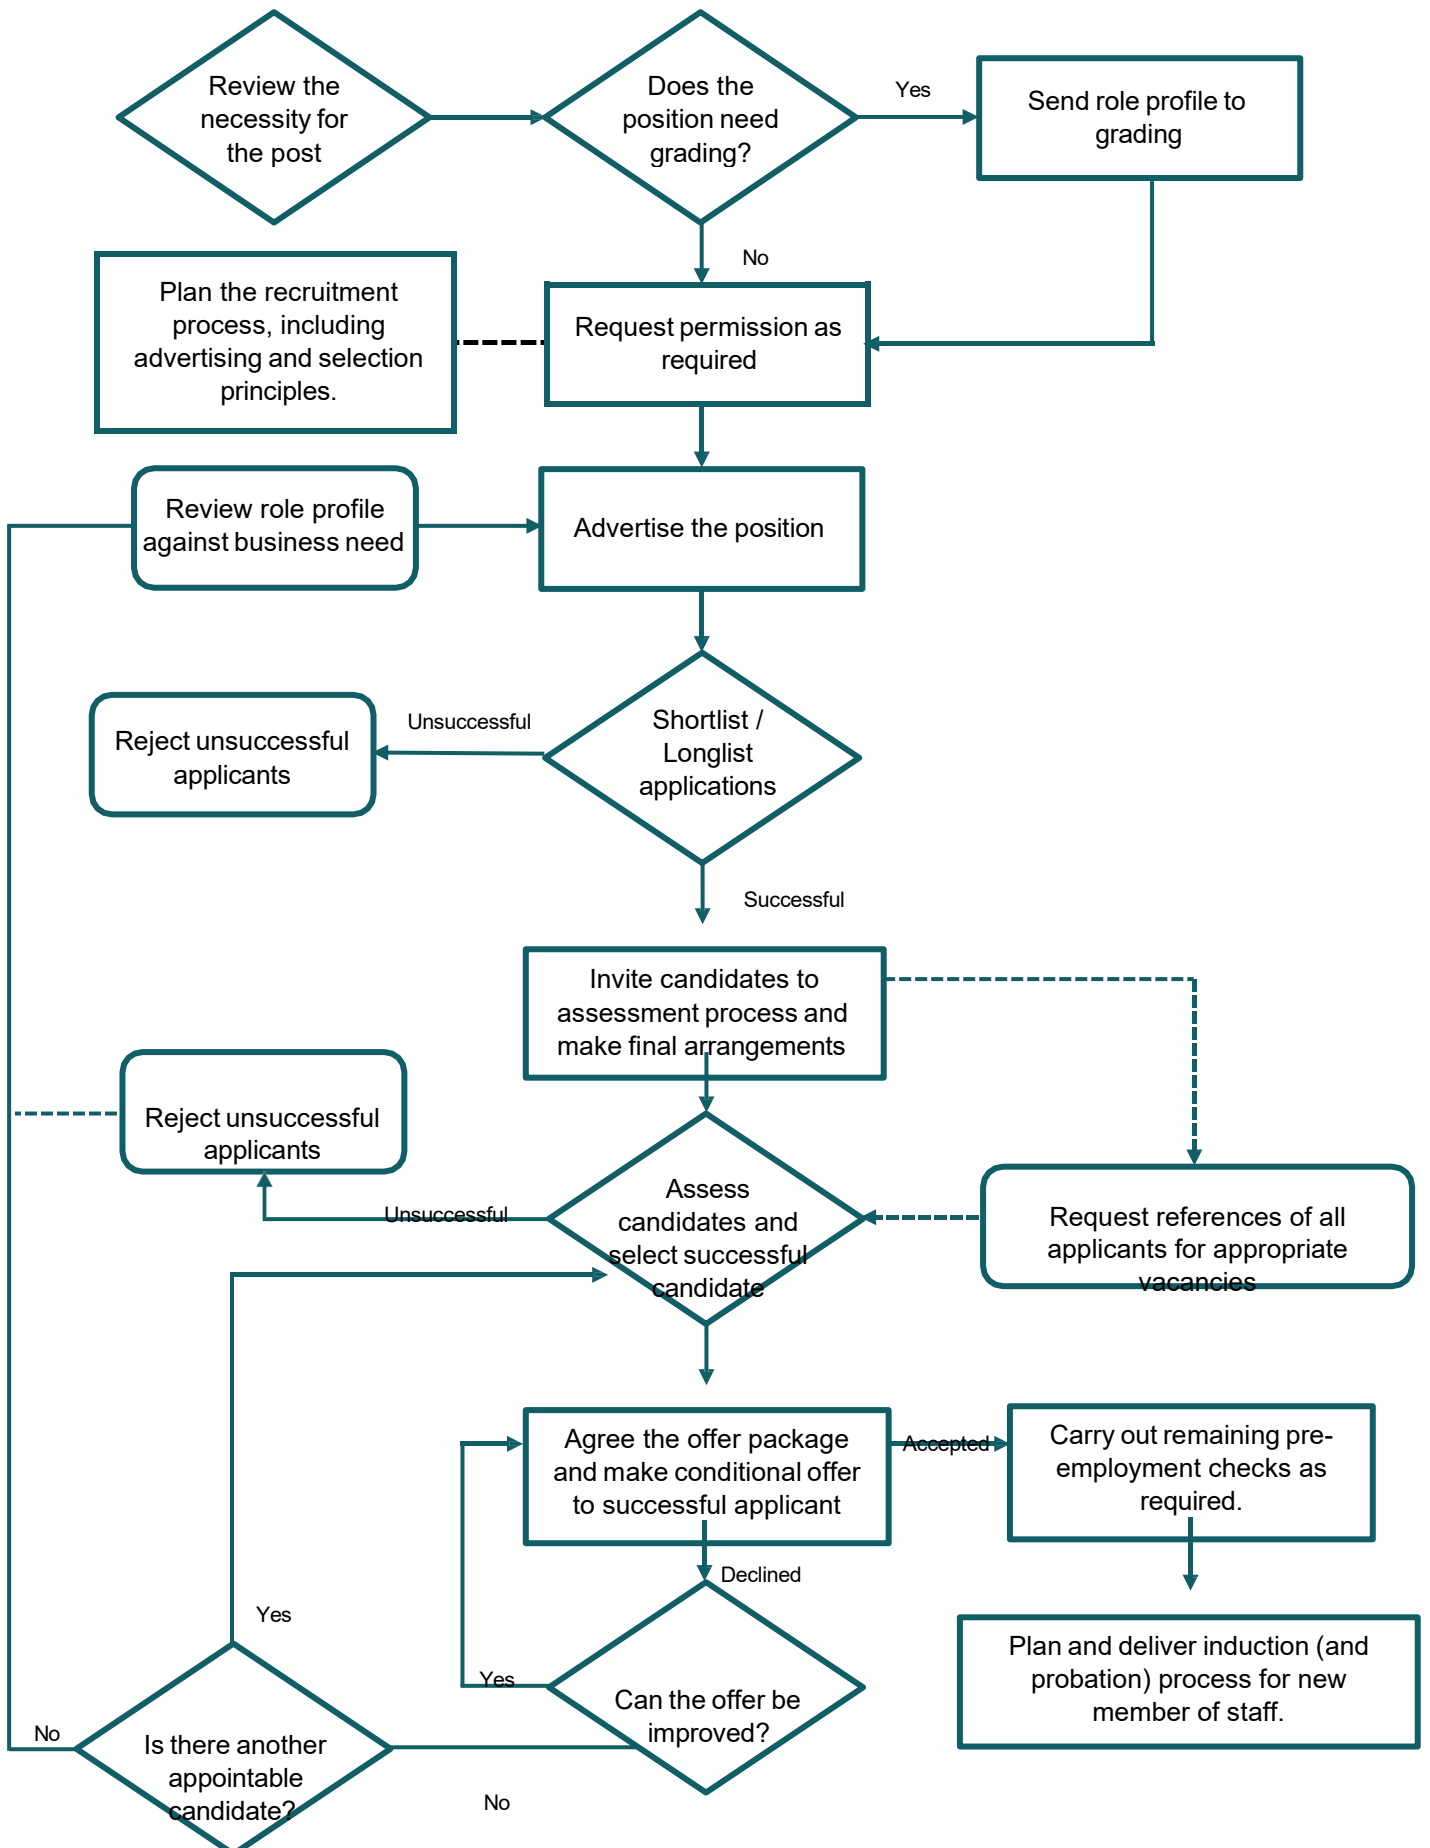 Review the
necessity for
the post
Does the
position need
grading?
Yes
Send role profile to
grading
No
Plan the recruitment
process, including
advertising and selection
principles.
Request permission as
required
Review role profile
against business need
Advertise the position
Unsuccessful
Reject unsuccessful
applicants
Shortlist /
Longlist
applications
Successful
Invite candidates to
assessment process and
make final arrangements
Reject unsuccessful
applicants
Unsuccessful
Assess
candidates and
select successful
candidate
Request references of all
applicants for appropriate
vacancies
Agree the offer package
and make conditional offer
to successful applicant
Accepted
Carry out remaining pre-
employment checks as
required.
Declined
Yes
Yes
Can the offer be
improved?
Plan and deliver induction (and
probation) process for new
member of staff.
No
Is there another
appointable
candidate?
No